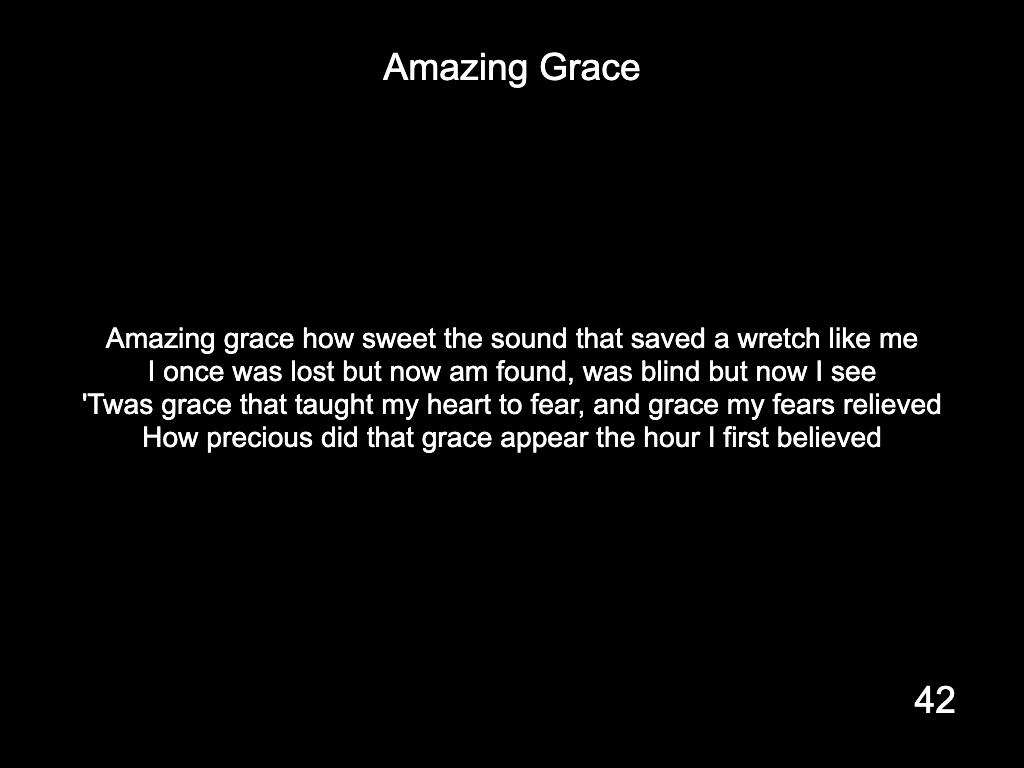 Amazing Grace
Amazing grace how sweet the sound that saved a wretch like me
I once was lost but now am found, was blind but now I see
'Twas grace that taught my heart to fear, and grace my fears relieved
How precious did that grace appear the hour I first believed
42